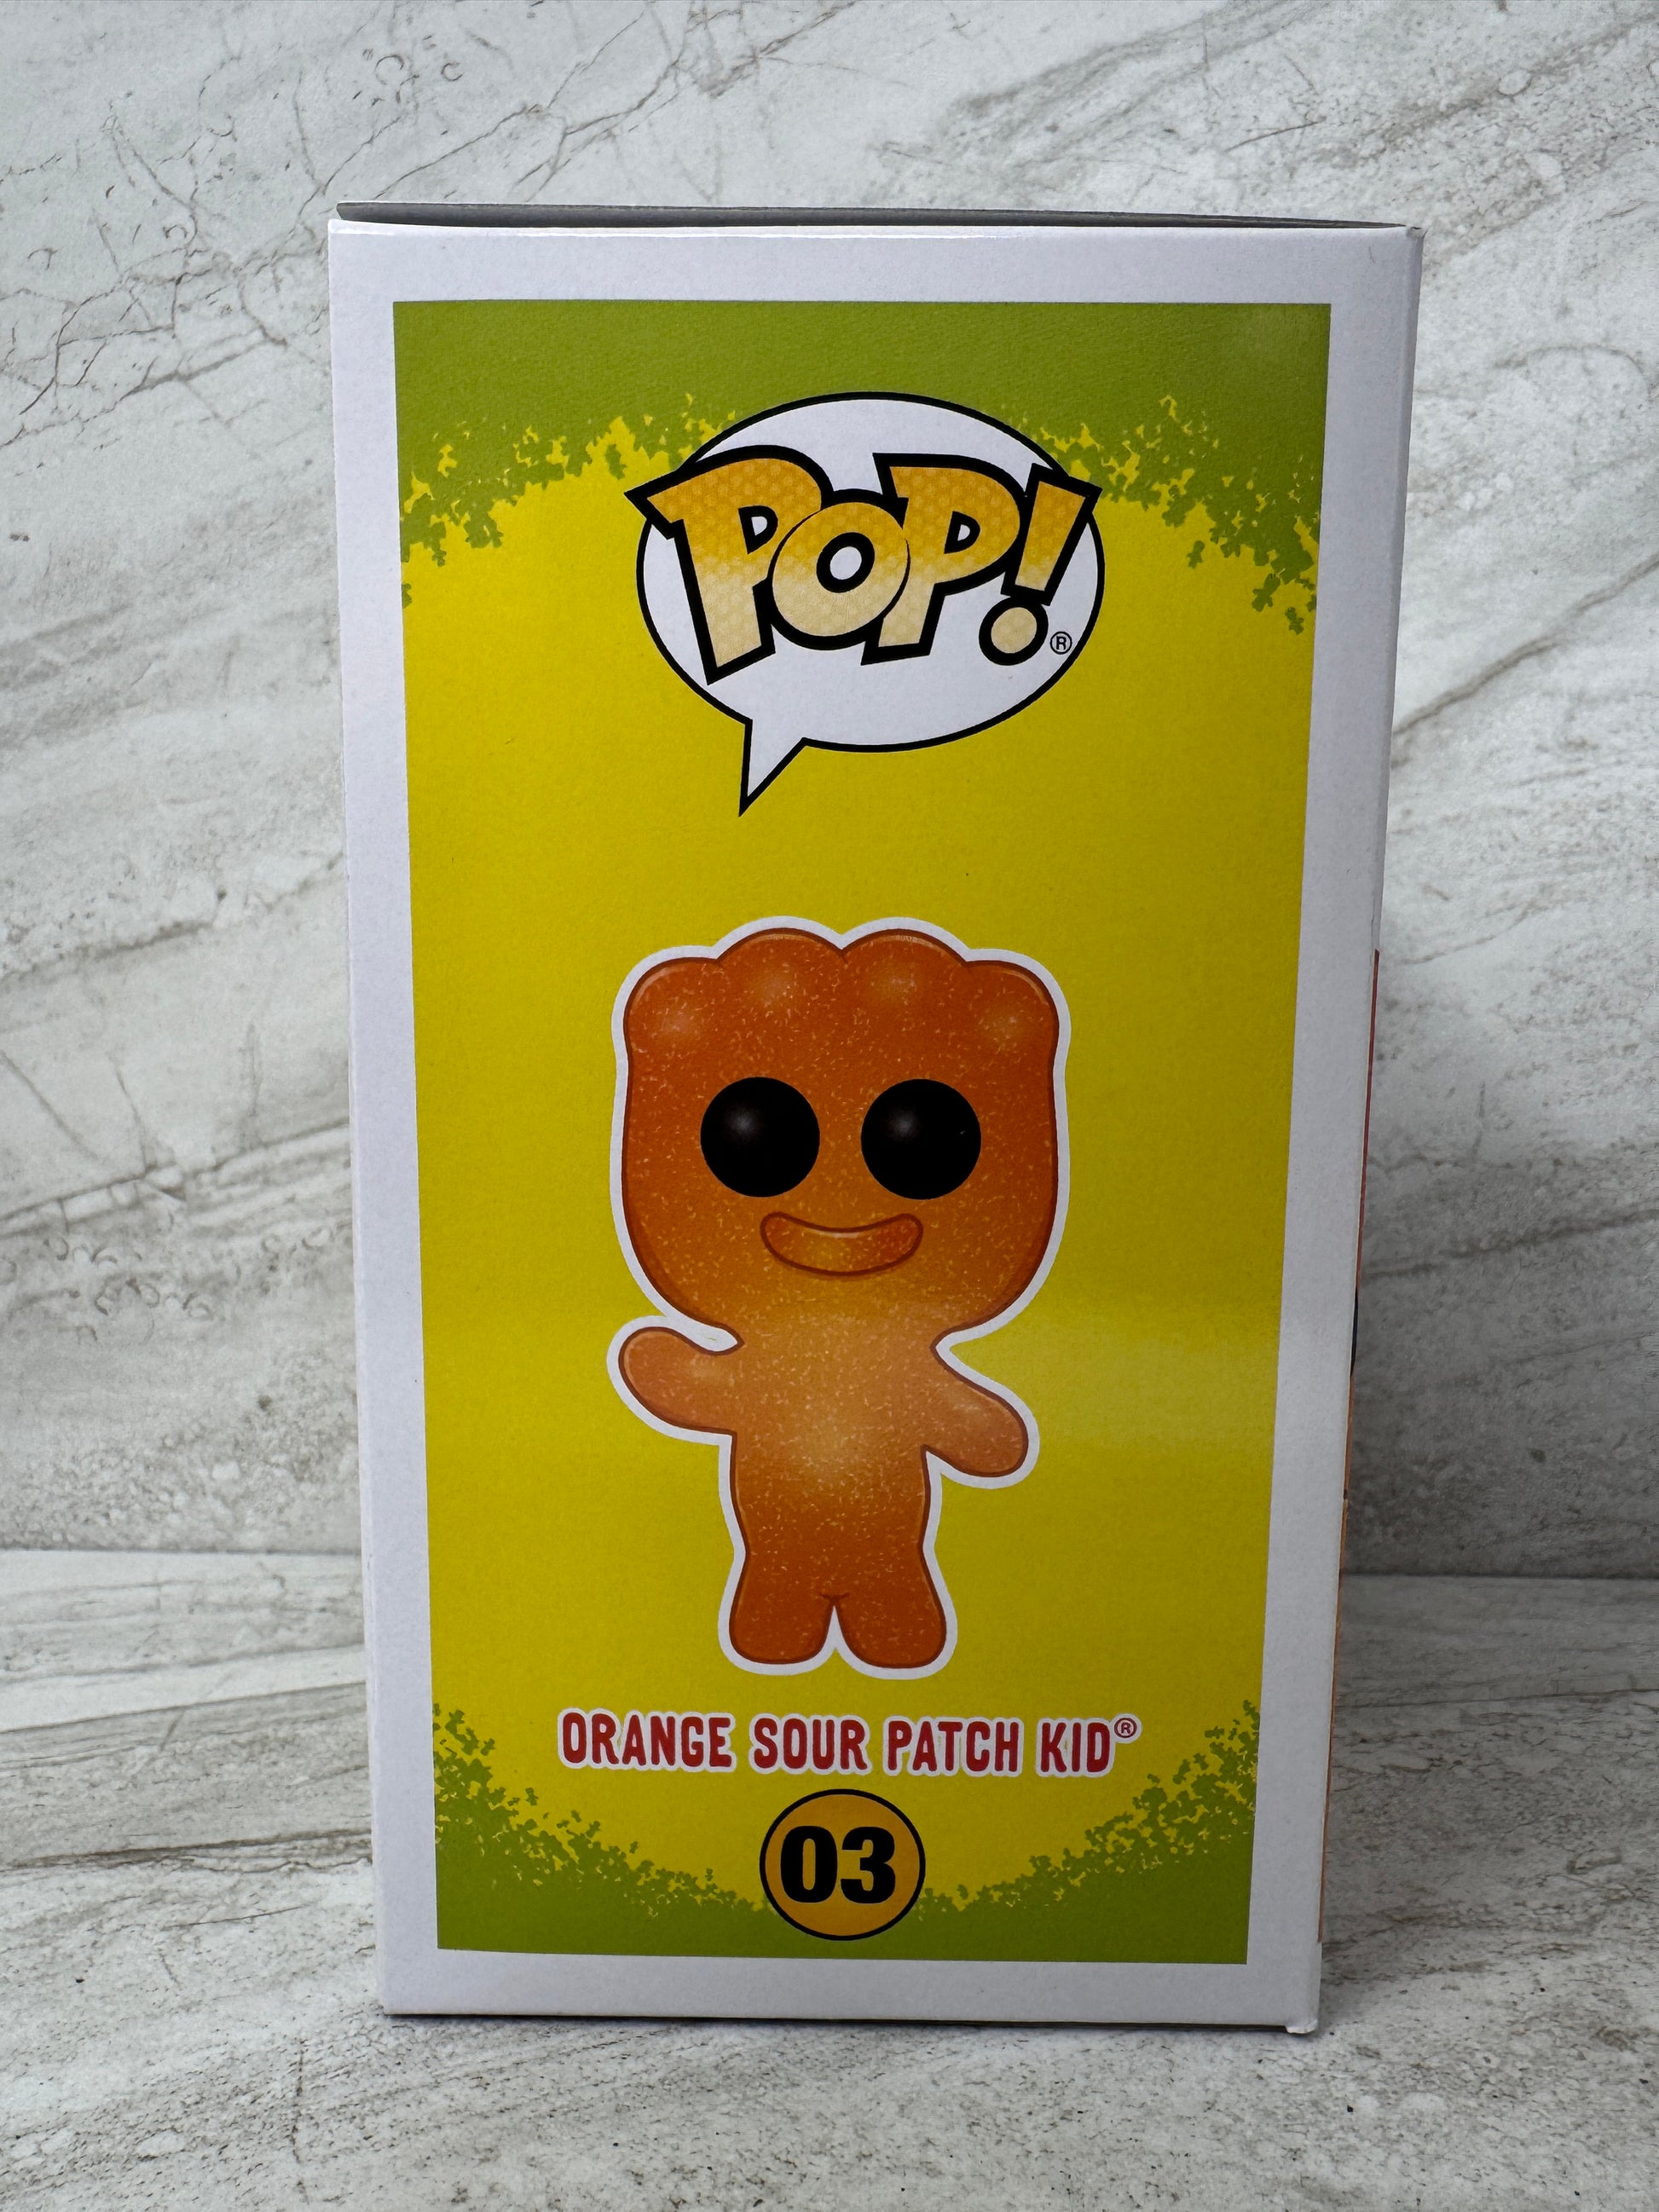 POP!®
ORANGE SOUR PATCH KID®
03